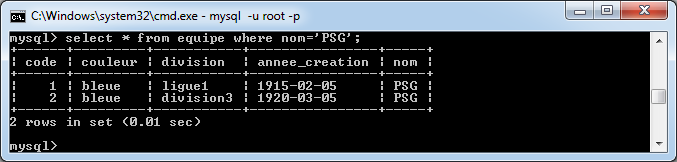 C:\Windows\system32\cmd.exe - mysql  -u root -p
mysql> select * from equipe where nom='PSG';
+------+---------+-----------+----------------+-----+
| code | couleur | division  | annee_creation | nom |
+------+---------+-----------+----------------+-----+
|    1 | bleue   | ligue1    | 1915-02-05     | PSG |
|    2 | bleue   | division3 | 1920-03-05     | PSG |
+------+---------+-----------+----------------+-----+
2 rows in set (0.01 sec)
mysql>